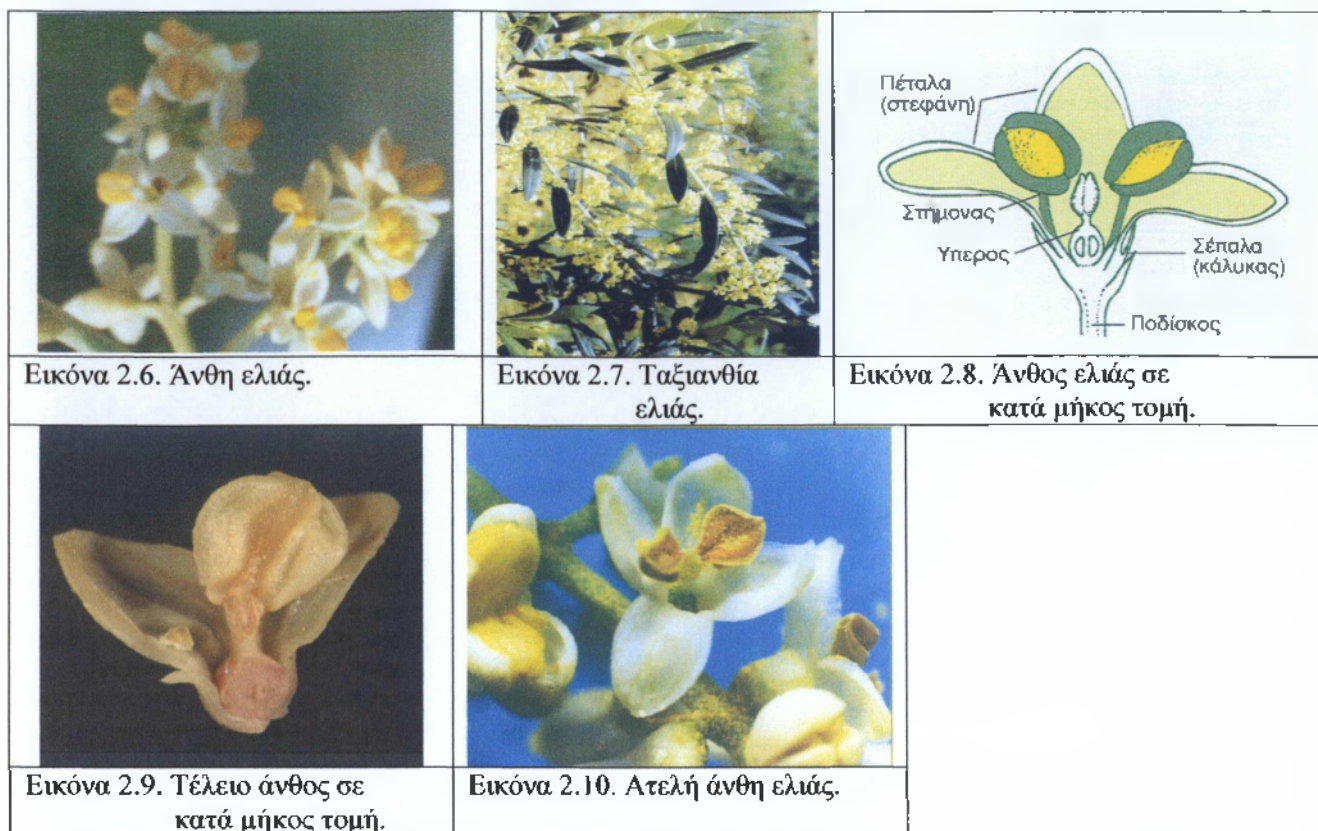 Πέταλα
(στεφάνη)
Στήμονας
Υπερος
Σέπαλα
(κάλυκας)
Ποδίσκος
Εικόνα 2.6. Άνθη ελιάς.
Εικόνα 2.7. Ταξιανθία
ελιάς.
Εικόνα 2.8. Άνθος ελιάς σε
κατά μήκος τομή.
Εικόνα 2.9. Τέλειο άνθος σε
κατά μήκος τομή.
Εικόνα 2.10. Ατελή άνθη ελιάς.